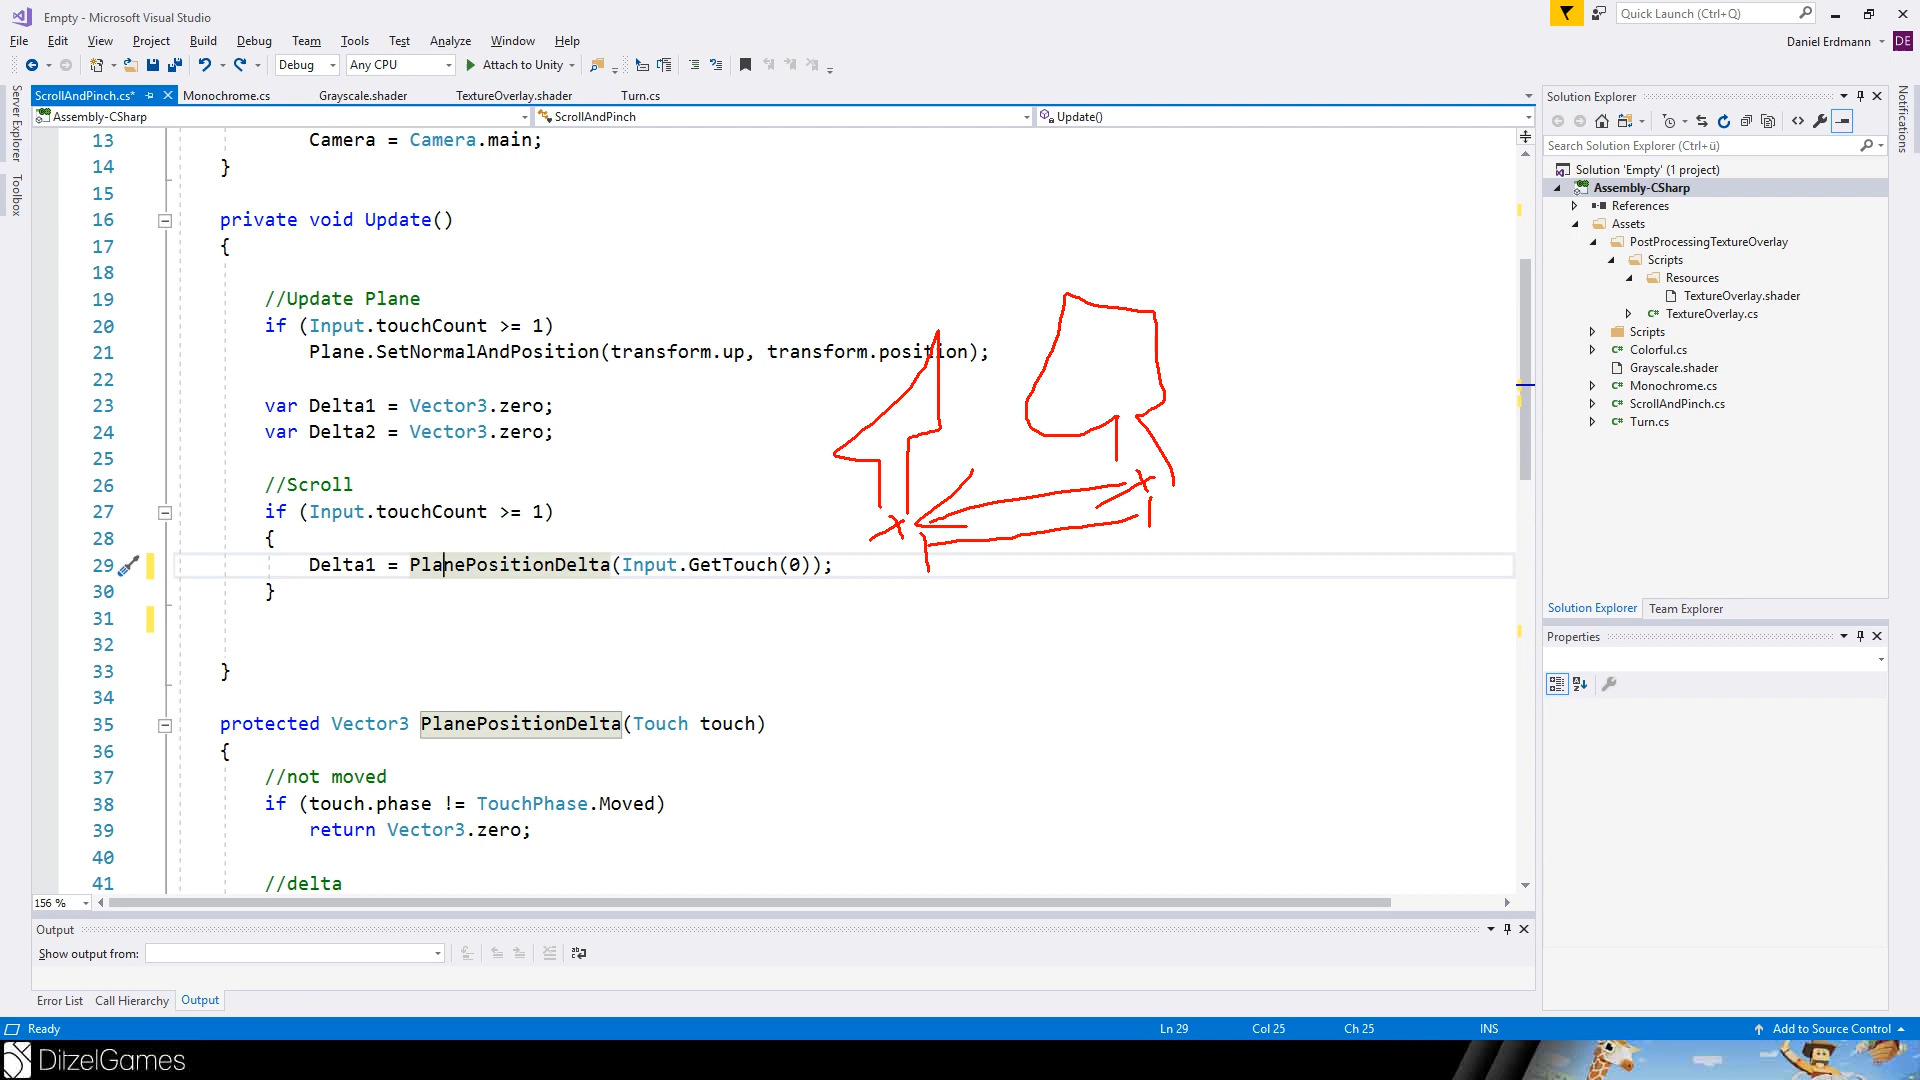 Empty - Microsoft Visual Studio
Quick Launch (Ctrl+Q)
File Edit View Project Build Debug Team Tools Test Analyze Window Help
Daniel Erdmann DE
Debug Any CPU Attach to Unity
Server Explorer
Toolbox
Notifications
ScrollAndPinch.cs* Monochrome.cs Grayscale.shader TextureOverlay.shader Turn.cs
Assembly-CSharp ScrollAndPinch Update()
13 Camera = Camera.main;
14 }
15
16 private void Update()
17 {
18
19 //Update Plane
20 if (Input.touchCount >= 1)
21 Plane.SetNormalAndPosition(transform.up, transform.position);
22
23 var Delta1 = Vector3.zero;
24 var Delta2 = Vector3.zero;
25
26 //Scroll
27 if (Input.touchCount >= 1)
28 {
29 Delta1 = PlanePositionDelta(Input.GetTouch(0));
30 }
31
32
33 }
34
35 protected Vector3 PlanePositionDelta(Touch touch)
36 {
37 //not moved
38 if (touch.phase != TouchPhase.Moved)
39 return Vector3.zero;
40
41 //delta
156 %
Output
Show output from:
Error List Call Hierarchy Output
Solution Explorer
Search Solution Explorer (Ctrl+ü)
Solution 'Empty' (1 project)
Assembly-CSharp
References
Assets
PostProcessingTextureOverlay
Scripts
Resources
TextureOverlay.shader
TextureOverlay.cs
Scripts
Colorful.cs
Grayscale.shader
Monochrome.cs
ScrollAndPinch.cs
Turn.cs
Solution Explorer Team Explorer
Properties
Ready Ln 29 Col 25 Ch 25 INS Add to Source Control
DitzelGames